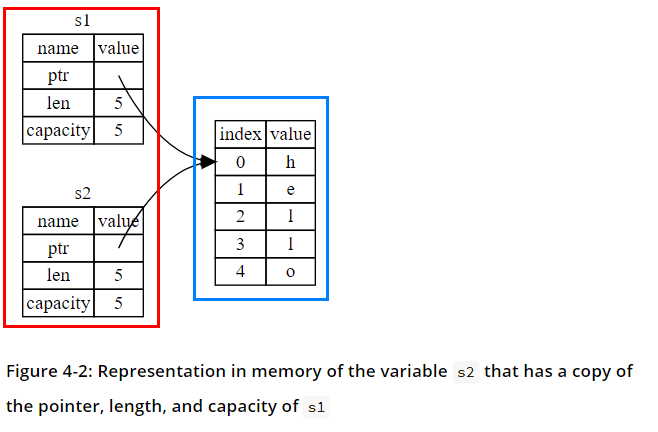 s1
name value
ptr
len 5
capacity 5
s2
name value
ptr
len 5
capacity 5
index value
0 h
1 e
2 l
3 l
4 o
Figure 4-2: Representation in memory of the variable s2 that has a copy of
the pointer, length, and capacity of s1